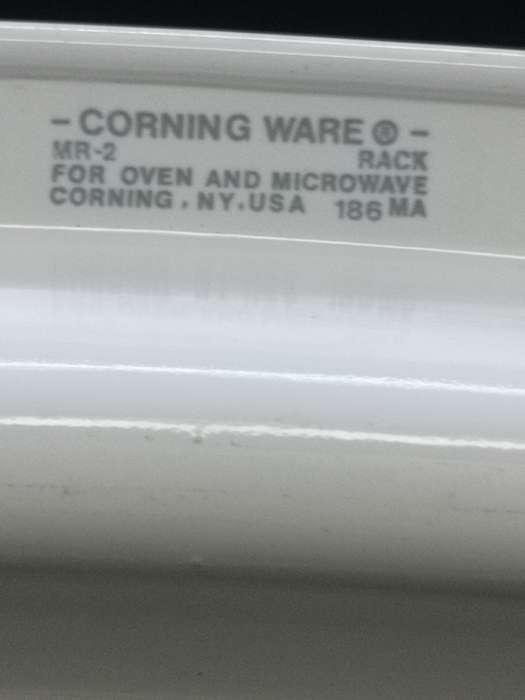 - CORNING WARE ® -
MR-2 RACK
FOR OVEN AND MICROWAVE
CORNING, NY, USA 186 MA